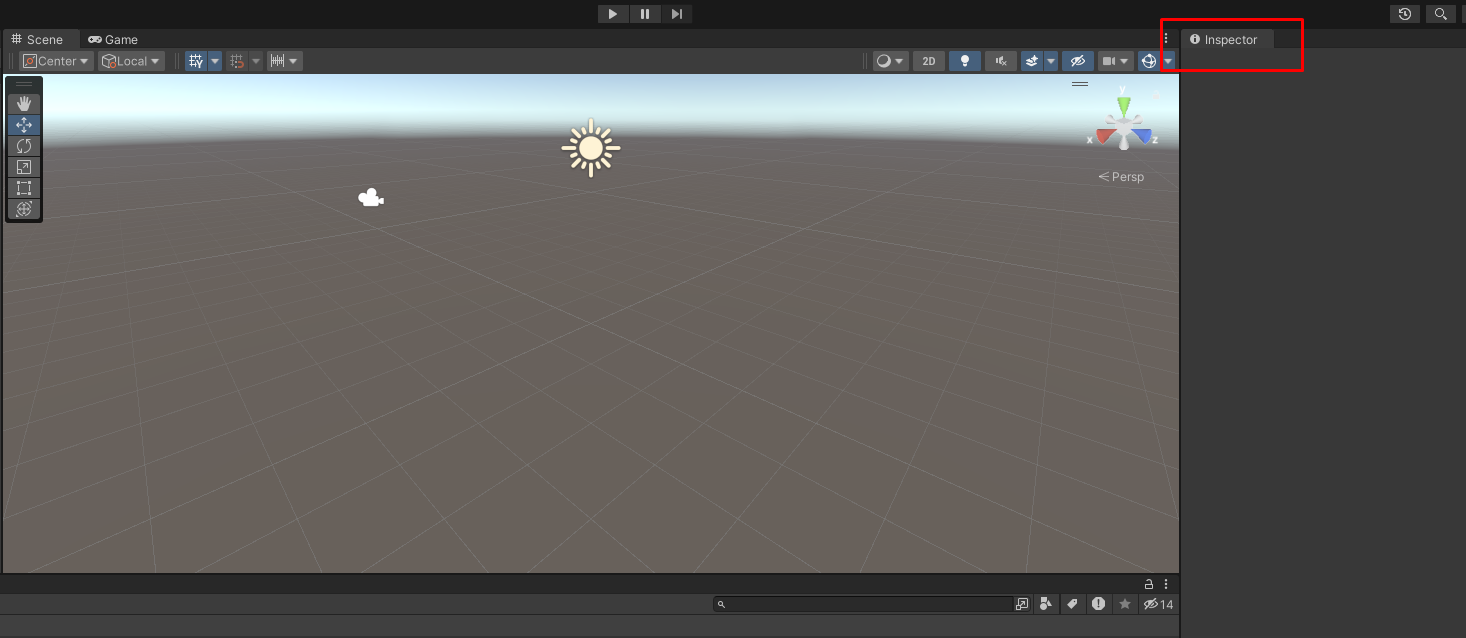 Scene Game
Inspector
Center Local
2D
y
x z
Persp
14